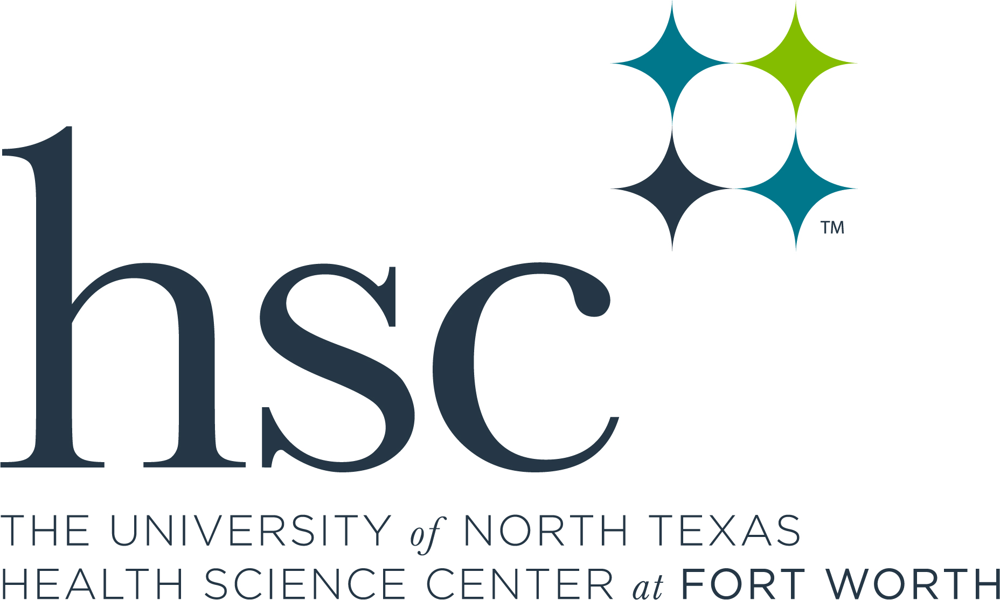 hsc
TM
THE UNIVERSITY of NORTH TEXAS
HEALTH SCIENCE CENTER at FORT WORTH